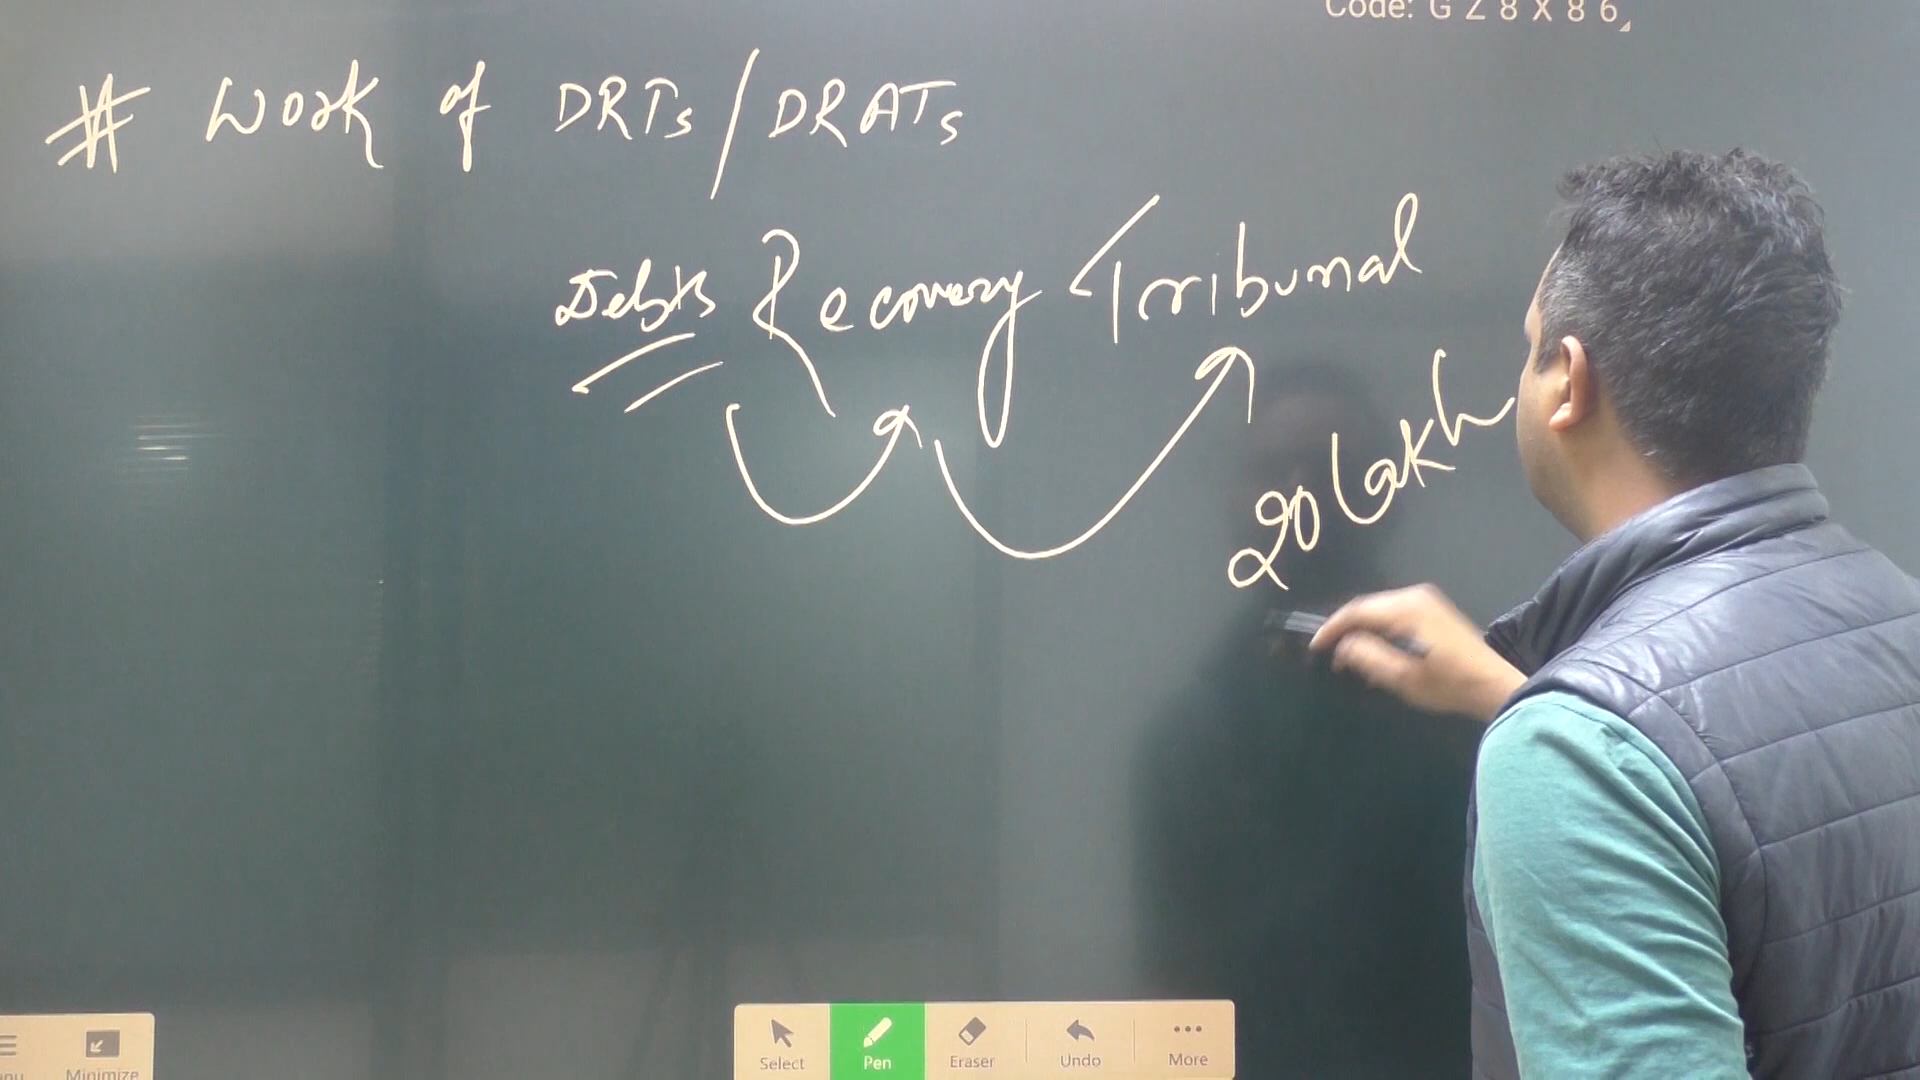 Code: G Z 8 X 8 6
# Work of DRTs / DRATs
Debts Recovery Tribunal
20 Lakh
Select Pen Eraser Undo More
Minimize